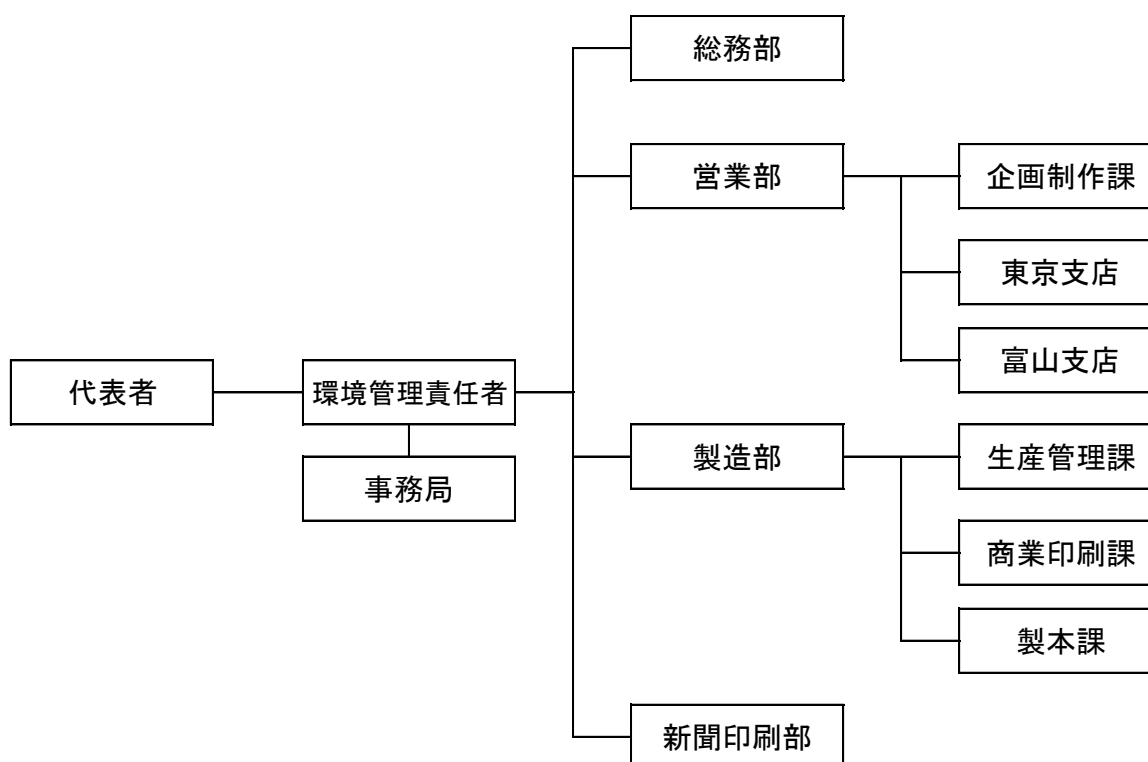 総務部
営業部
企画制作課
東京支店
富山支店
代表者
環境管理責任者
事務局
製造部
生産管理課
商業印刷課
製本課
新聞印刷部